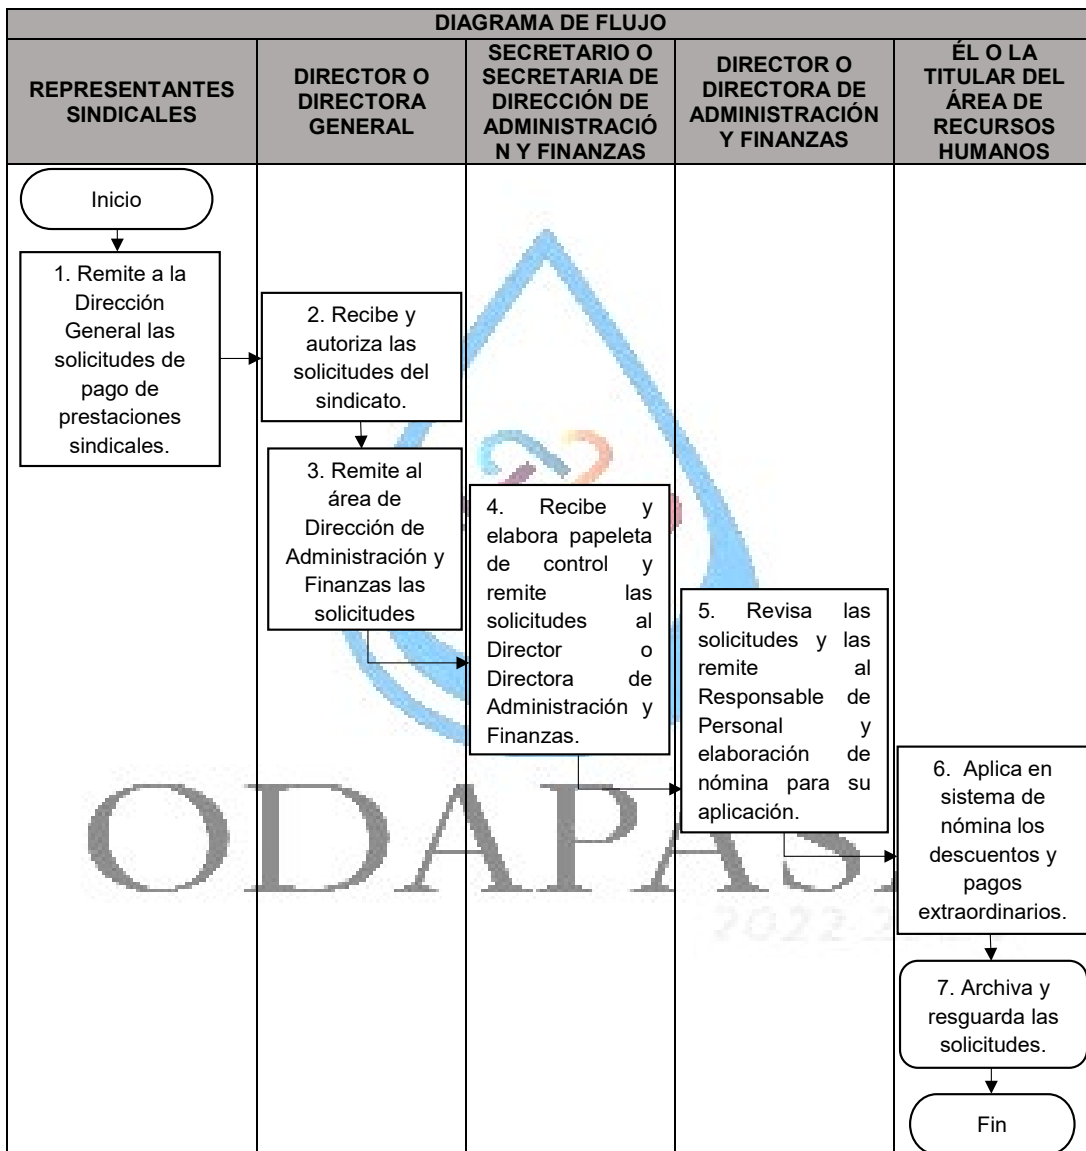 DIAGRAMA DE FLUJO
REPRESENTANTES
SINDICALES
DIRECTOR O
DIRECTORA
GENERAL
SECRETARIO O
SECRETARIA DE
DIRECCIÓN DE
ADMINISTRACIÓ
N Y FINANZAS
DIRECTOR O
DIRECTORA DE
ADMINISTRACIÓN
Y FINANZAS
ÉL O LA
TITULAR DEL
ÁREA DE
RECURSOS
HUMANOS
Inicio
1. Remite a la
Dirección
General las
solicitudes de
pago de
prestaciones
sindicales.
2. Recibe y
autoriza las
solicitudes del
sindicato.
3. Remite al
área de
Dirección de
Administración y
Finanzas las
solicitudes
4. Recibe y
elabora papeleta
de control y
remite las
solicitudes al
Director o
Directora de
Administración y
Finanzas.
5. Revisa las
solicitudes y las
remite al
Responsable de
Personal y
elaboración de
nómina para su
aplicación.
6. Aplica en
sistema de
nómina los
descuentos y
pagos
extraordinarios.
7. Archiva y
resguarda las
solicitudes.
Fin
ODAPAS